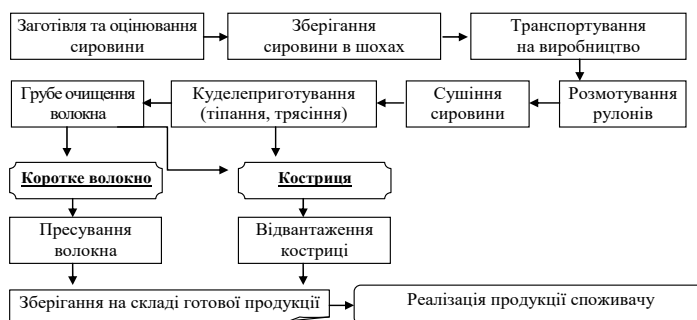 Заготівля та оцінювання
сировини
Зберігання
сировини в шохах
Транспортування
на виробництво
Грубе очищення
волокна
Куделеприготування
(тіпання, трясіння)
Сушіння
сировини
Розмотування
рулонів
Коротке волокно
Костриця
Пресування
волокна
Відвантаження
костриці
Зберігання на складі готової продукції
Реалізація продукції споживачу